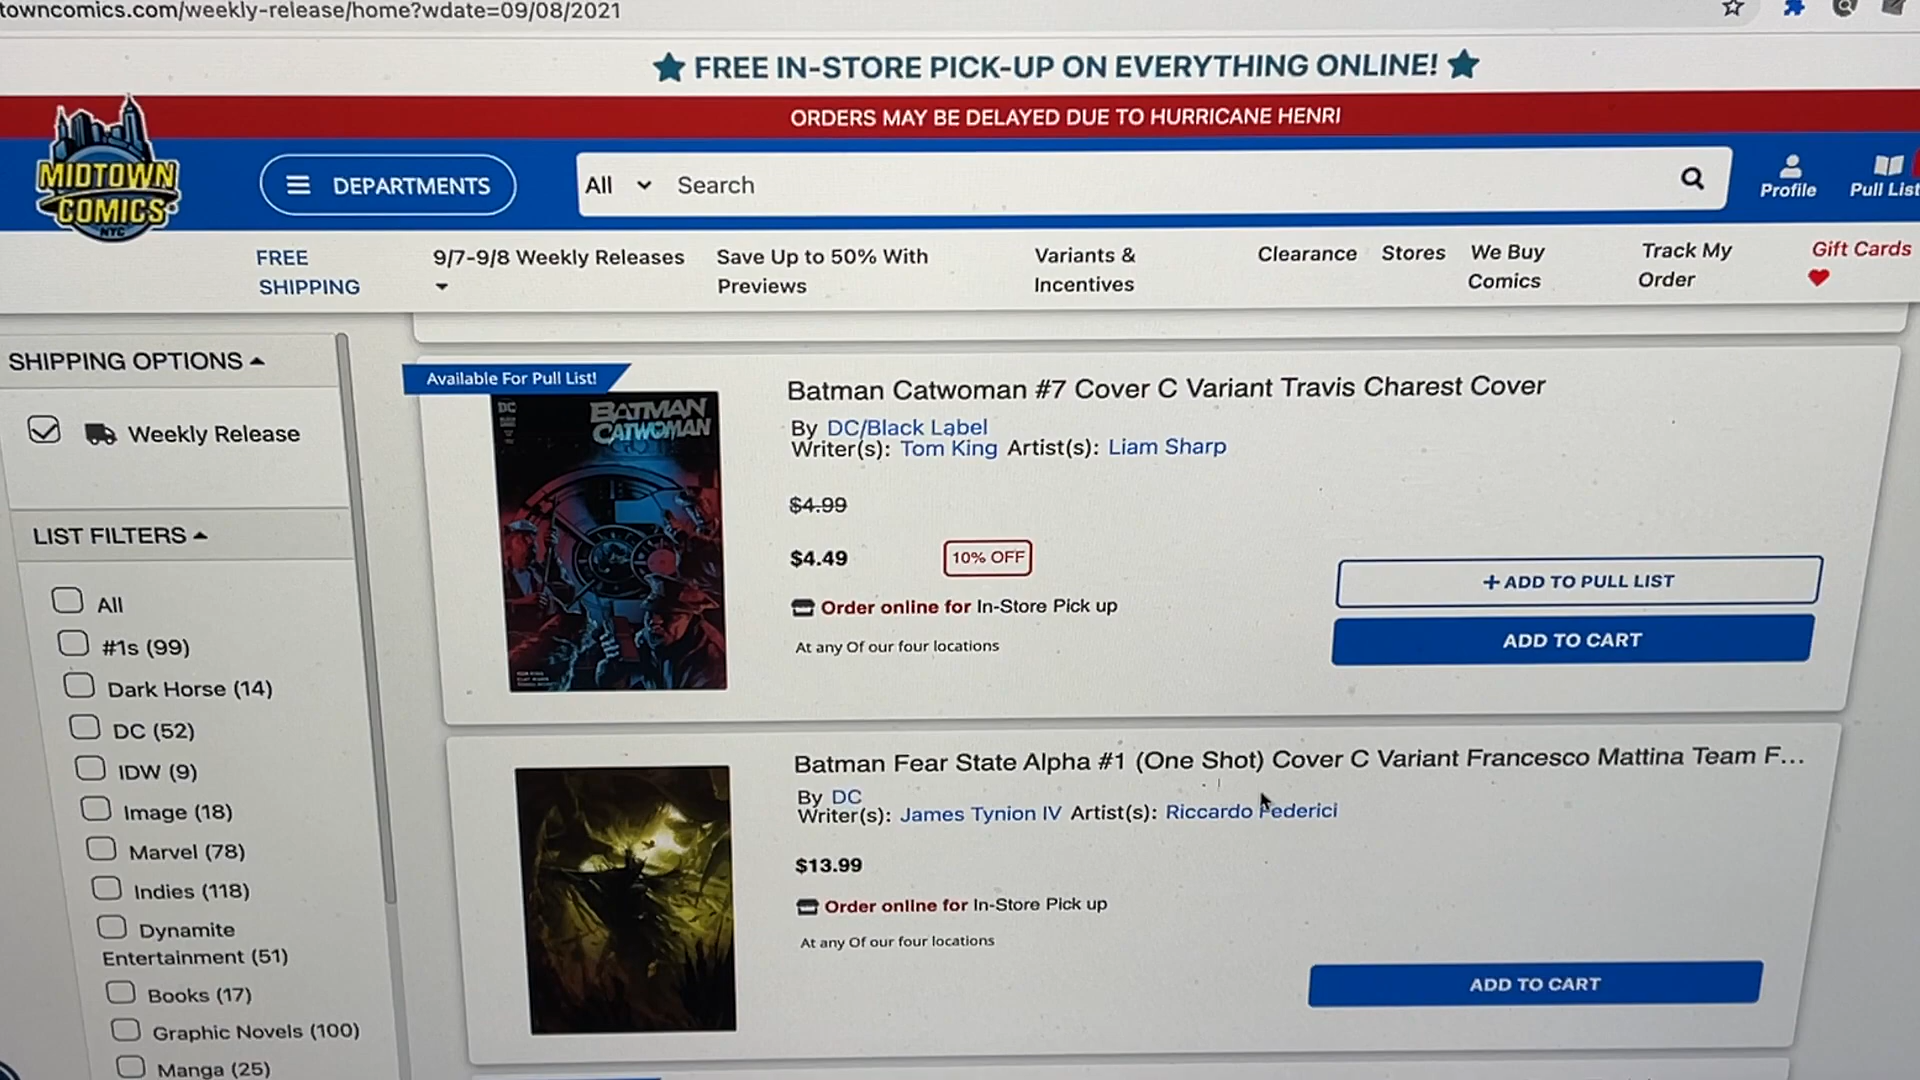 towncomics.com/weekly-release/home?wdate=09/08/2021
FREE IN-STORE PICK-UP ON EVERYTHING ONLINE!
ORDERS MAY BE DELAYED DUE TO HURRICANE HENRI
MIDTOWN
COMICS
NYC
DEPARTMENTS
All
Search
Profile
Pull List
FREE
SHIPPING
9/7-9/8 Weekly Releases
Save Up to 50% With
Previews
Variants &
Incentives
Clearance
Stores
We Buy
Comics
Track My
Order
Gift Cards
SHIPPING OPTIONS
Weekly Release
LIST FILTERS
All
#1s (99)
Dark Horse (14)
DC (52)
IDW (9)
Image (18)
Marvel (78)
Indies (118)
Dynamite
Entertainment (51)
Books (17)
Graphic Novels (100)
Manga (25)
Available For Pull List!
DC
BATMAN
CATWOMAN
Batman Catwoman #7 Cover C Variant Travis Charest Cover
By DC/Black Label
Writer(s): Tom King Artist(s): Liam Sharp
$4.99
$4.49
10% OFF
Order online for In-Store Pick up
At any Of our four locations
+ ADD TO PULL LIST
ADD TO CART
Batman Fear State Alpha #1 (One Shot) Cover C Variant Francesco Mattina Team F...
By DC
Writer(s): James Tynion IV Artist(s): Riccardo Federici
$13.99
Order online for In-Store Pick up
At any Of our four locations
ADD TO CART